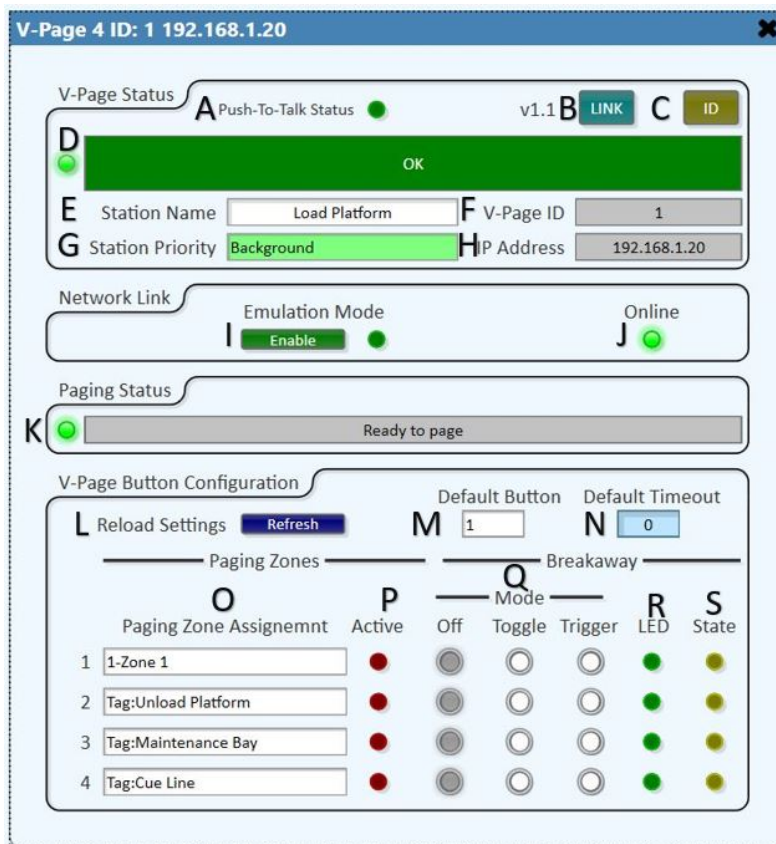 V-Page 4 ID: 1 192.168.1.20
V-Page Status
A Push-To-Talk Status v1.1 B LINK C ID
D
OK
E Station Name Load Platform F V-Page ID 1
G Station Priority Background H IP Address 192.168.1.20
Network Link
Emulation Mode Online
I Enable J
Paging Status
K Ready to page
V-Page Button Configuration
Default Button Default Timeout
L Reload Settings Refresh M 1 N 0
Paging Zones Breakaway
O P Q Mode R S
Paging Zone Assignemnt Active Off Toggle Trigger LED State
1 1-Zone 1
2 Tag:Unload Platform
3 Tag:Maintenance Bay
4 Tag:Cue Line